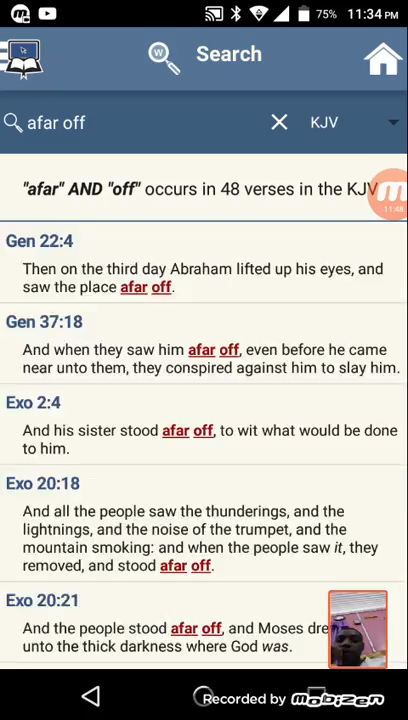 75% 11:34 PM
W Search
afar off KJV
"afar" AND "off" occurs in 48 verses in the KJV
11:48
Gen 22:4
Then on the third day Abraham lifted up his eyes, and
saw the place afar off.
Gen 37:18
And when they saw him afar off, even before he came
near unto them, they conspired against him to slay him.
Exo 2:4
And his sister stood afar off, to wit what would be done
to him.
Exo 20:18
And all the people saw the thunderings, and the
lightnings, and the noise of the trumpet, and the
mountain smoking: and when the people saw it, they
removed, and stood afar off.
Exo 20:21
And the people stood afar off, and Moses dre
unto the thick darkness where God was.
Recorded by mobizen